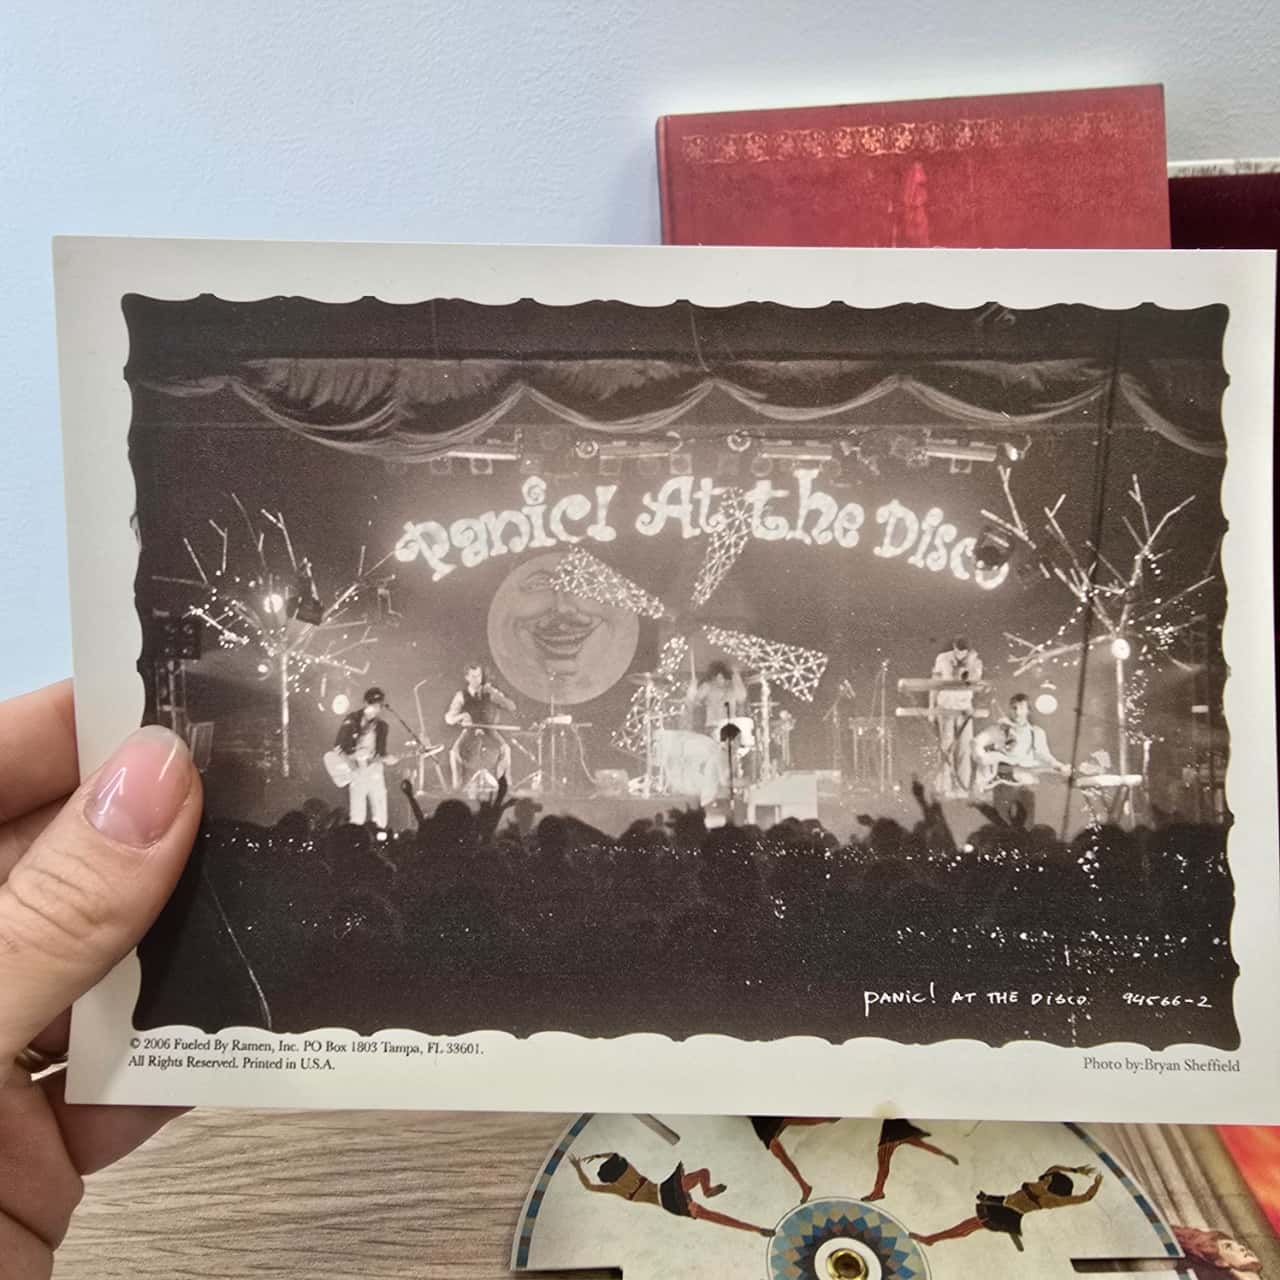 Panic! At the Disco
PANIC! AT THE DISCO 94566-2
© 2006 Fueled By Ramen, Inc. PO Box 1803 Tampa, FL 33601.
All Rights Reserved. Printed in U.S.A.
Photo by:Bryan Sheffield